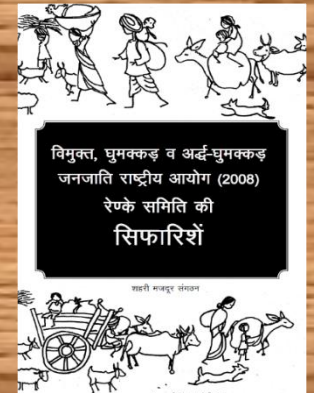 विमुक्त, घुमक्कड़ व अर्द्ध-घुमक्कड़
जनजाति राष्ट्रीय आयोग (2008)
रेण्के समिति की
सिफारिशें
शहरी मजदूर संगठन